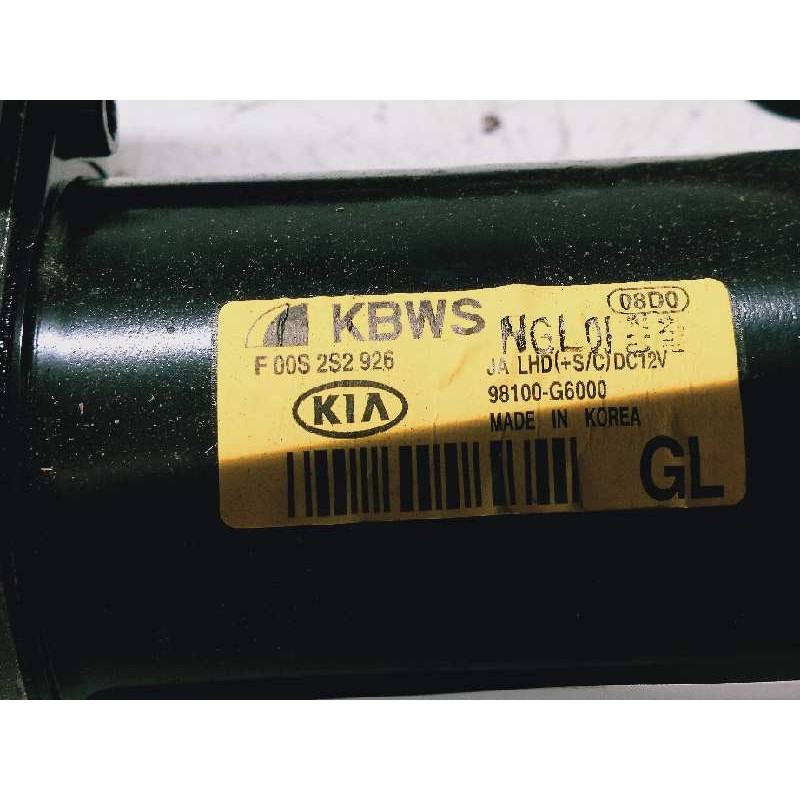 08D0
KBWS
F 00S 2S2 926
JA LHD(+S/C)DC12V
98100-G6000
KIA
MADE IN KOREA
GL